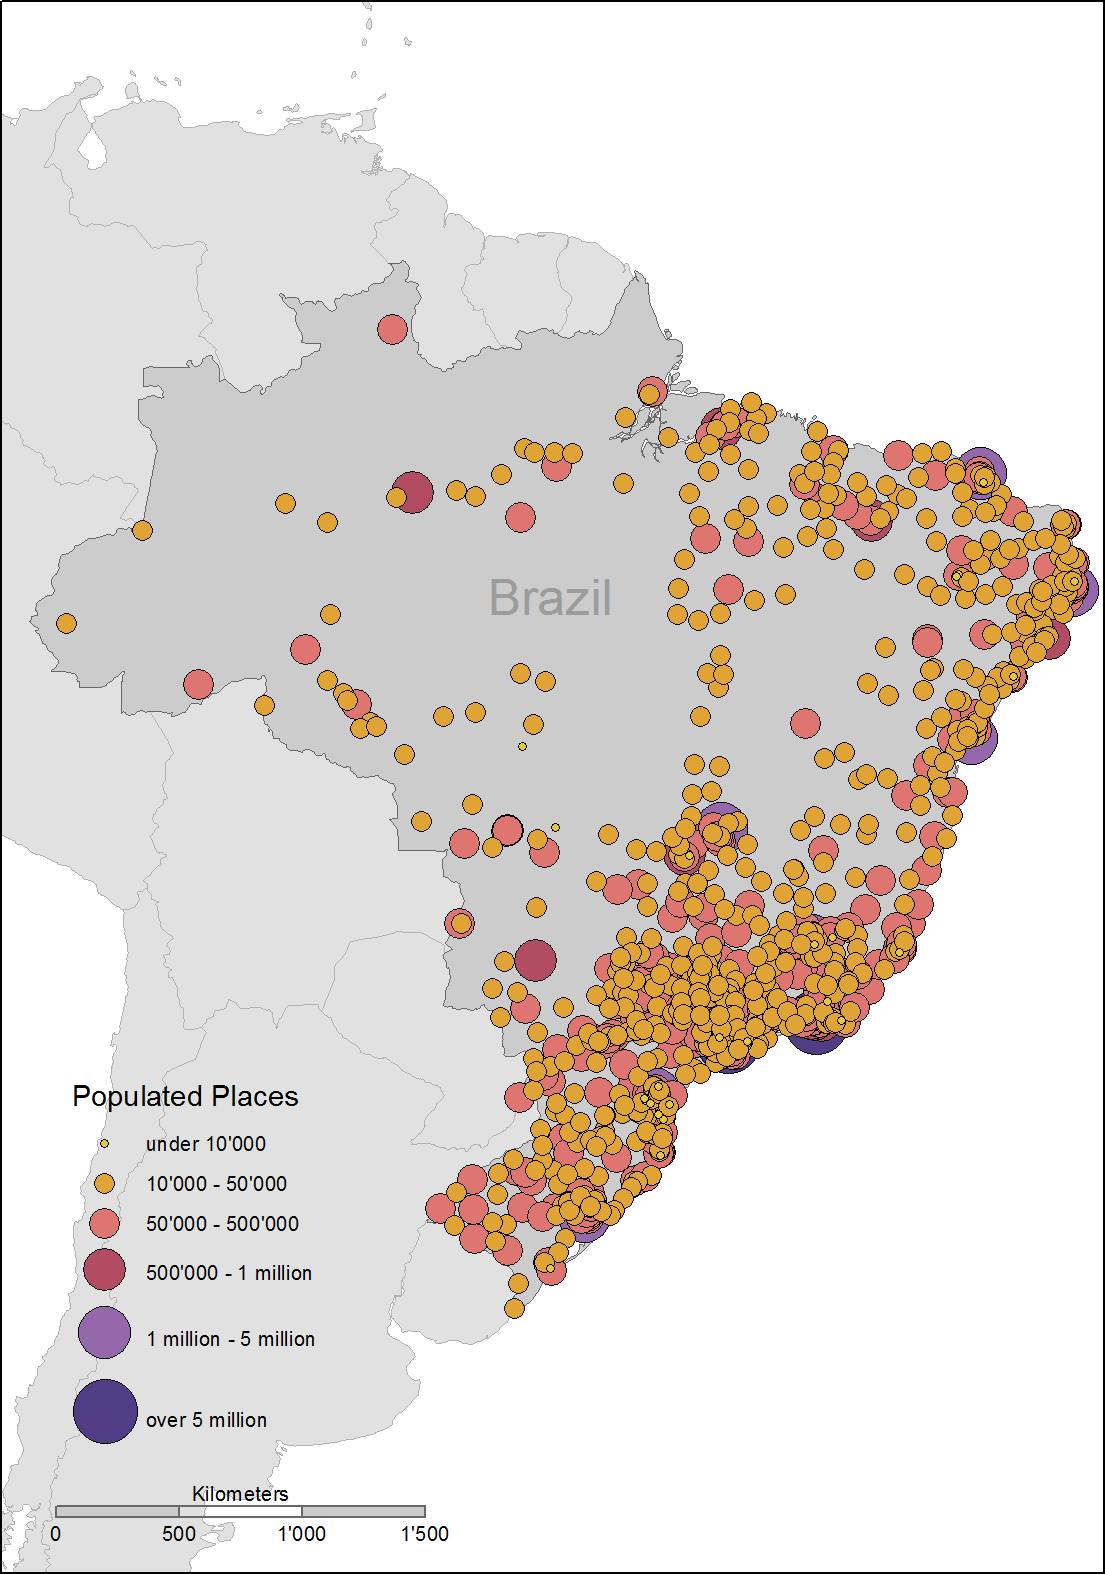 Brazil
Populated Places
under 10'000
10'000 - 50'000
50'000 - 500'000
500'000 - 1 million
1 million - 5 million
over 5 million
Kilometers
0 500 1'000 1'500